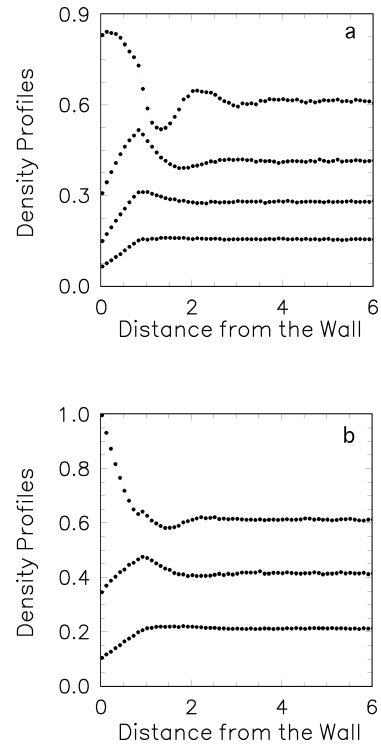 a
0.9
0.6
0.3
0.0
Density Profiles
0 2 4 6
Distance from the Wall
b
1.0
0.8
0.6
0.4
0.2
0.0
Density Profiles
0 2 4 6
Distance from the Wall